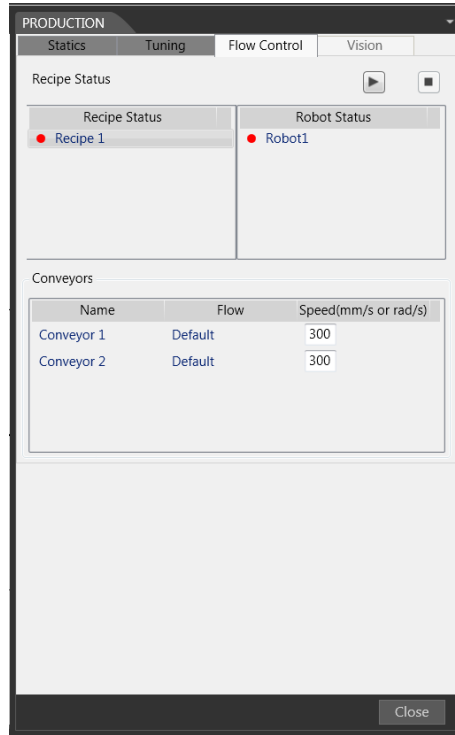 PRODUCTION
Statics Tuning Flow Control Vision
Recipe Status
Recipe Status Robot Status
Recipe 1 Robot1
Conveyors
Name Flow Speed(mm/s or rad/s)
Conveyor 1 Default 300
Conveyor 2 Default 300
Close